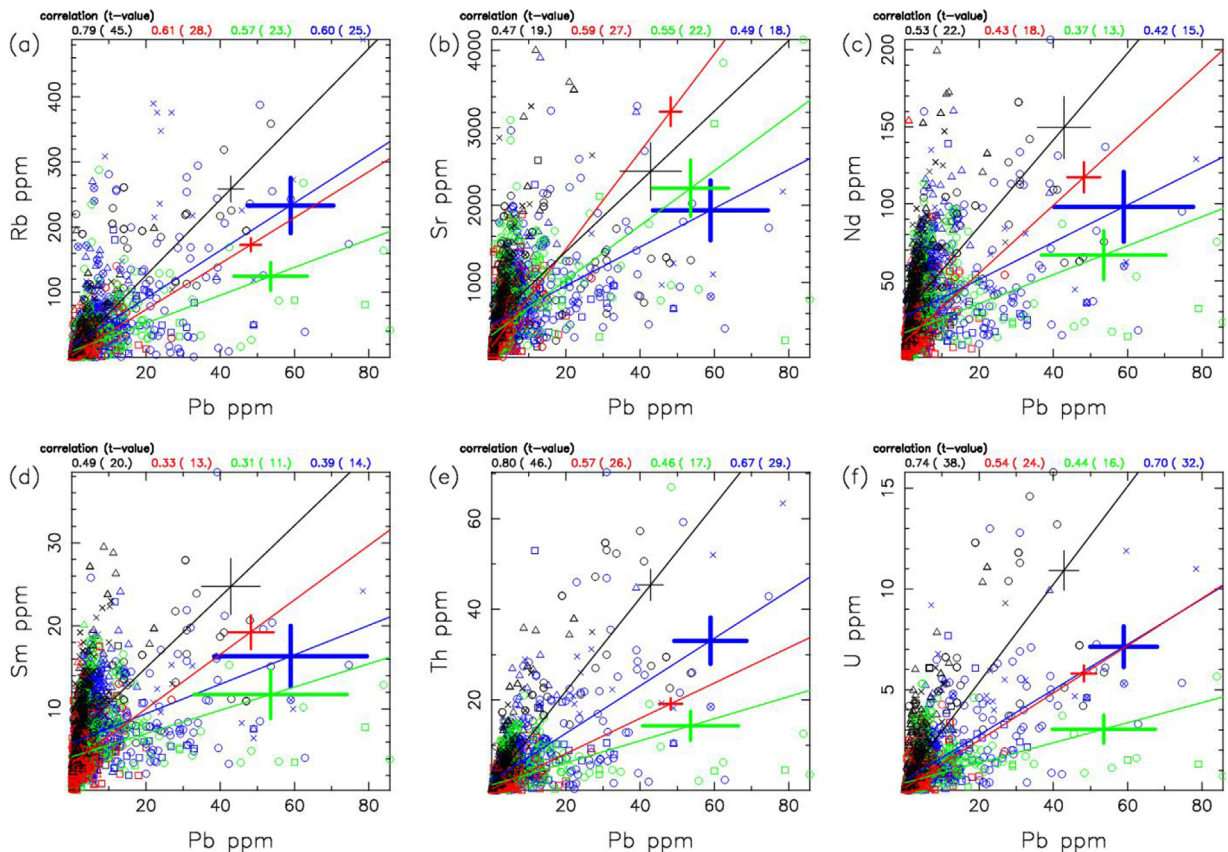 correlation (t-value)
0.79 ( 45.) 0.61 ( 28.) 0.57 ( 23.) 0.60 ( 25.)
(a)
Rb ppm
400
300
200
100
20 40 60 80
Pb ppm
correlation (t-value)
0.47 ( 19.) 0.59 ( 27.) 0.55 ( 22.) 0.49 ( 18.)
(b)
Sr ppm
4000
3000
2000
1000
20 40 60 80
Pb ppm
correlation (t-value)
0.53 ( 22.) 0.43 ( 18.) 0.37 ( 13.) 0.42 ( 15.)
(c)
Nd ppm
200
150
100
50
20 40 60 80
Pb ppm
correlation (t-value)
0.49 ( 20.) 0.33 ( 13.) 0.31 ( 11.) 0.39 ( 14.)
(d)
Sm ppm
30
20
10
20 40 60 80
Pb ppm
correlation (t-value)
0.80 ( 46.) 0.57 ( 26.) 0.46 ( 17.) 0.67 ( 29.)
(e)
Th ppm
60
40
20
20 40 60 80
Pb ppm
correlation (t-value)
0.74 ( 38.) 0.54 ( 24.) 0.44 ( 16.) 0.70 ( 32.)
(f)
U ppm
15
10
5
20 40 60 80
Pb ppm